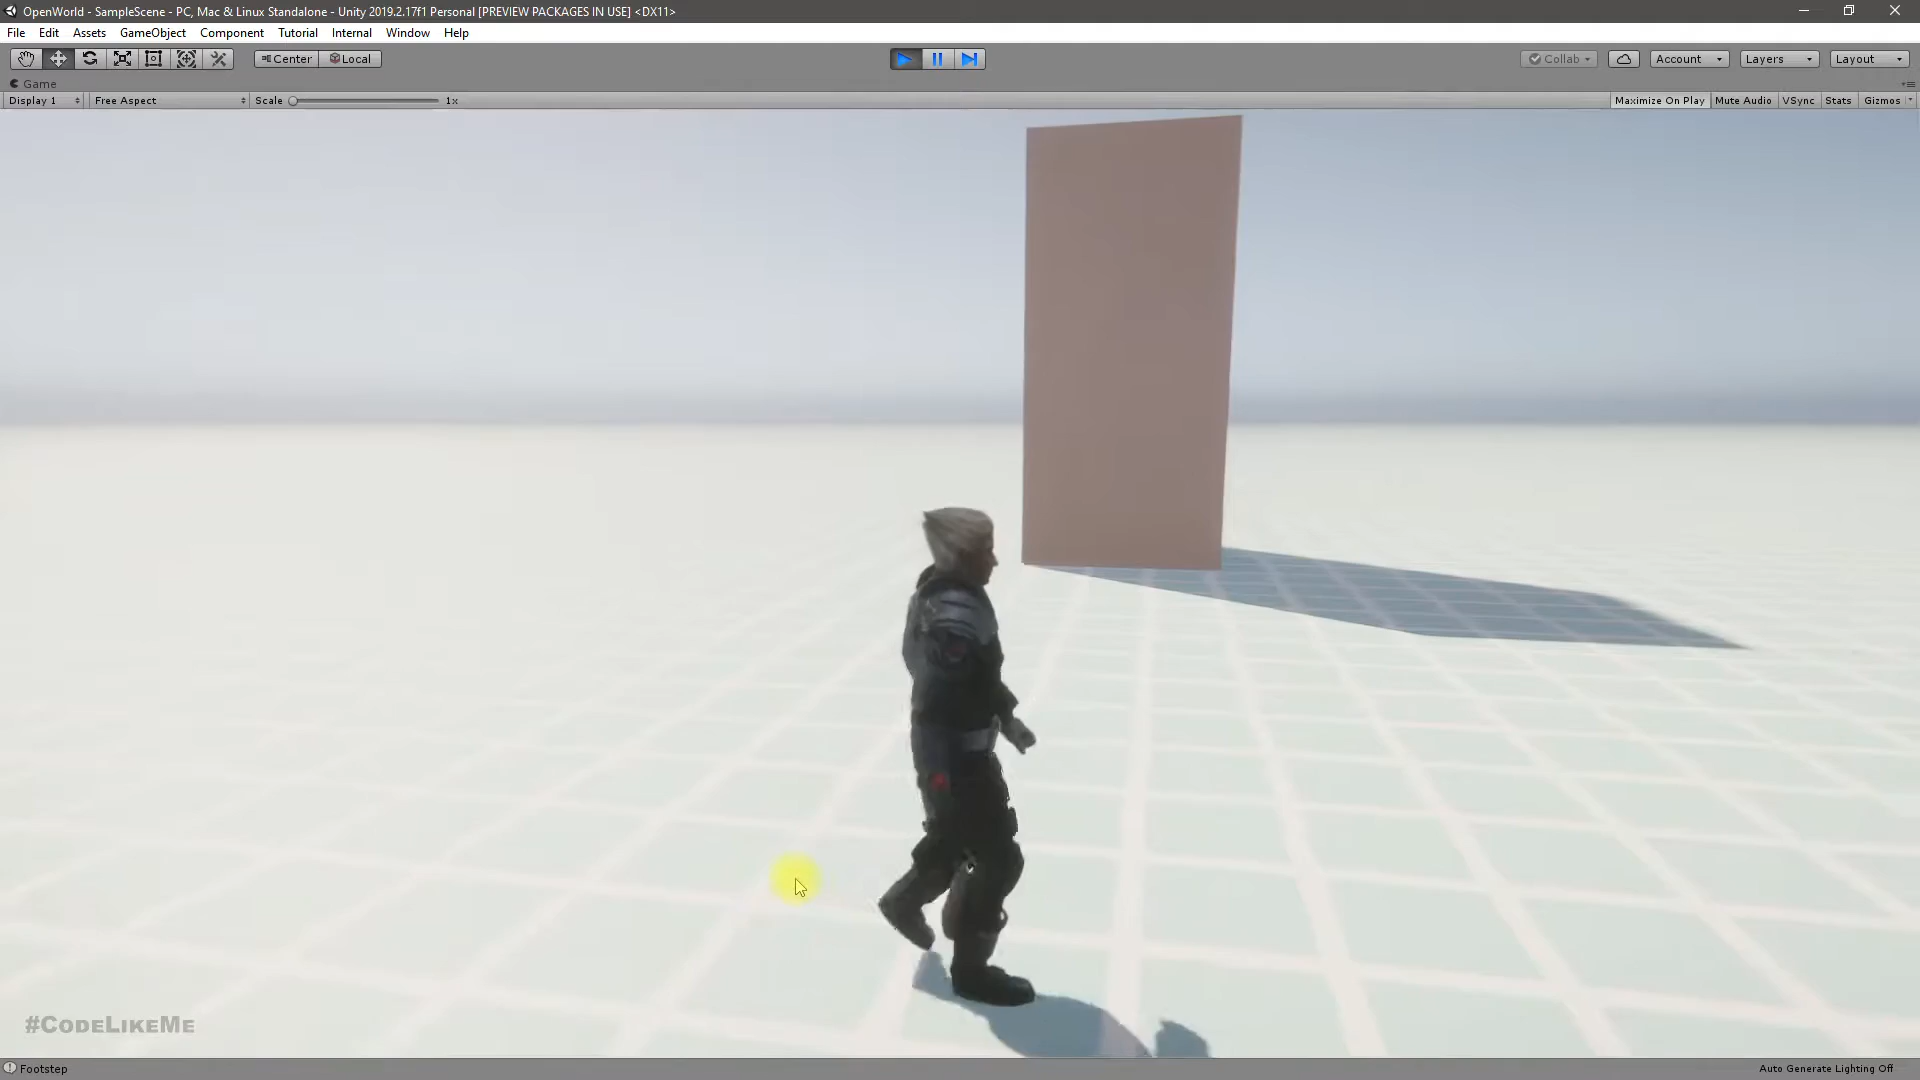 OpenWorld - SampleScene - PC, Mac & Linux Standalone - Unity 2019.2.17f1 Personal [PREVIEW PACKAGES IN USE] <DX11>
File Edit Assets GameObject Component Tutorial Internal Window Help
Center Local Collab Account Layers Layout
Game
Display 1 Free Aspect Scale 1x Maximize On Play Mute Audio VSync Stats Gizmos
#CodeLikeMe
Footstep Auto Generate Lighting Off